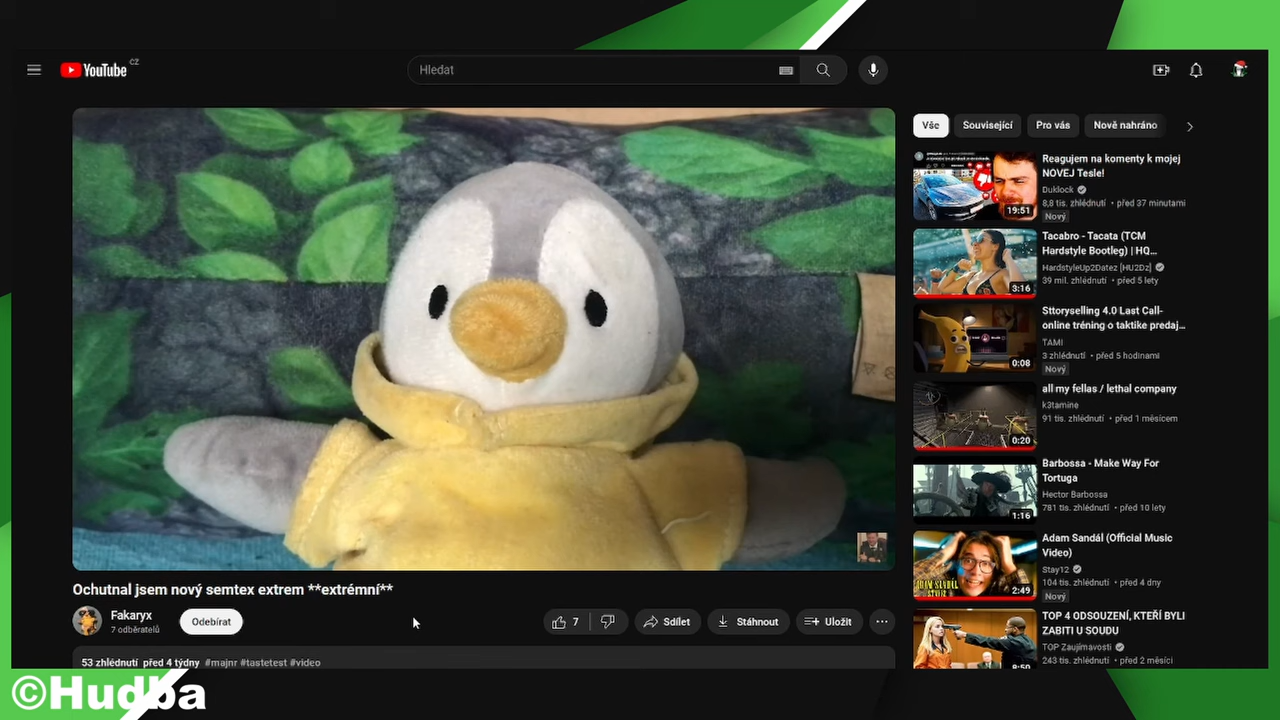 YouTube CZ
Hledat
Ochutnal jsem nový semtex extrem **extrémní**
Fakaryx
7 odběratelů
Odebírat
7
Sdílet
Stáhnout
Uložit
53 zhlédnutí před 4 týdny #majnr #tastetest #video
Vše
Související
Pro vás
Nově nahráno
19:51
Reagujem na komenty k mojej
NOVEJ Tesle!
Duklock
8,8 tis. zhlédnutí • před 37 minutami
Nový
3:16
Tacabro - Tacata (TCM
Hardstyle Bootleg) | HQ…
HardstyleUp2Datez [HU2Dz]
39 mil. zhlédnutí • před 5 lety
0:08
Sttoryselling 4.0 Last Call-
online tréning o taktike predaj…
TAMI
3 zhlédnutí • před 5 hodinami
Nový
0:20
all my fellas / lethal company
k3tamine
91 tis. zhlédnutí • před 1 měsícem
1:16
Barbossa - Make Way For
Tortuga
Hector Barbossa
781 tis. zhlédnutí • před 10 lety
ADAM SANDÁL
2:49
Adam Sandál (Official Music
Video)
Stay12
104 tis. zhlédnutí • před 4 dny
Nový
8:50
TOP 4 ODSOUZENÍ, KTEŘÍ BYLI
ZABITI U SOUDU
TOP Zaujímavosti
243 tis. zhlédnutí • před 2 měsíci
©Hudba